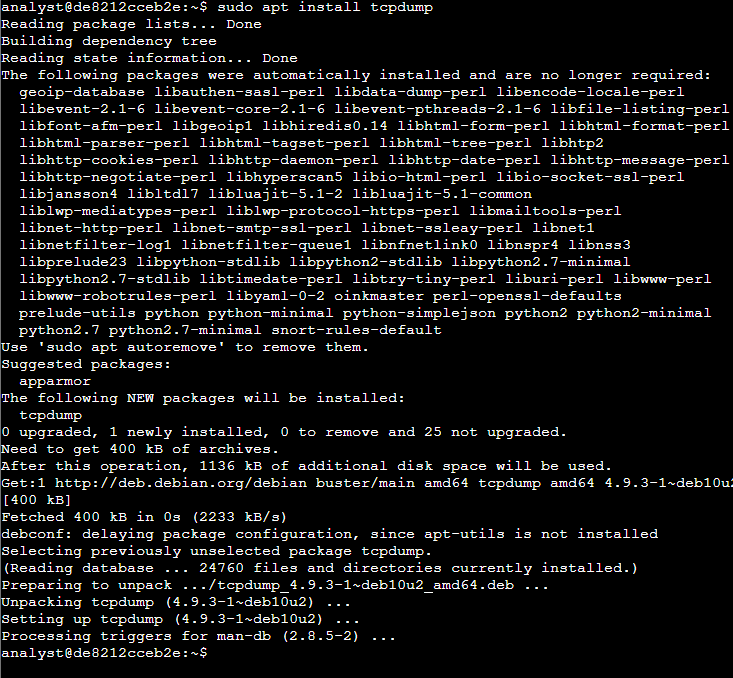 analyst@de8212cceb2e:~$ sudo apt install tcpdump
Reading package lists... Done
Building dependency tree
Reading state information... Done
The following packages were automatically installed and are no longer required:
  geoip-database libauthen-sasl-perl libdata-dump-perl libencode-locale-perl
  libevent-2.1-6 libevent-core-2.1-6 libevent-pthreads-2.1-6 libfile-listing-perl
  libfont-afm-perl libgeoip1 libhiredis0.14 libhtml-form-perl libhtml-format-perl
  libhtml-parser-perl libhtml-tagset-perl libhtml-tree-perl libhtp2
  libhttp-cookies-perl libhttp-daemon-perl libhttp-date-perl libhttp-message-perl
  libhttp-negotiate-perl libhyperscan5 libio-html-perl libio-socket-ssl-perl
  libjansson4 libltdl7 libluajit-5.1-2 libluajit-5.1-common
  liblwp-mediatypes-perl liblwp-protocol-https-perl libmailtools-perl
  libnet-http-perl libnet-smtp-ssl-perl libnet-ssleay-perl libnet1
  libnetfilter-log1 libnetfilter-queue1 libnfnetlink0 libnspr4 libnss3
  libprelude23 libpython-stdlib libpython2-stdlib libpython2.7-minimal
  libpython2.7-stdlib libtimedate-perl libtry-tiny-perl liburi-perl libwww-perl
  libwww-robotrules-perl libyaml-0-2 oinkmaster perl-openssl-defaults
  prelude-utils python python-minimal python-simplejson python2 python2-minimal
  python2.7 python2.7-minimal snort-rules-default
Use 'sudo apt autoremove' to remove them.
Suggested packages:
  apparmor
The following NEW packages will be installed:
  tcpdump
0 upgraded, 1 newly installed, 0 to remove and 25 not upgraded.
Need to get 400 kB of archives.
After this operation, 1136 kB of additional disk space will be used.
Get:1 http://deb.debian.org/debian buster/main amd64 tcpdump amd64 4.9.3-1~deb10u2
[400 kB]
Fetched 400 kB in 0s (2233 kB/s)
debconf: delaying package configuration, since apt-utils is not installed
Selecting previously unselected package tcpdump.
(Reading database ... 24760 files and directories currently installed.)
Preparing to unpack .../tcpdump_4.9.3-1~deb10u2_amd64.deb ...
Unpacking tcpdump (4.9.3-1~deb10u2) ...
Setting up tcpdump (4.9.3-1~deb10u2) ...
Processing triggers for man-db (2.8.5-2) ...
analyst@de8212cceb2e:~$